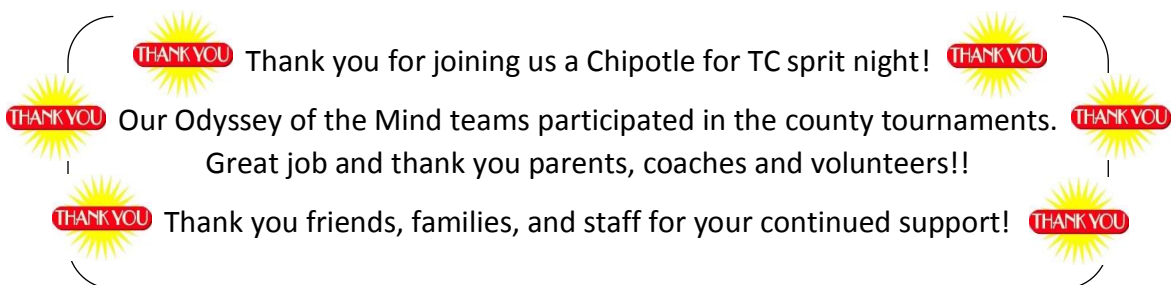 THANK YOU Thank you for joining us a Chipotle for TC sprit night! THANK YOU
THANK YOU Our Odyssey of the Mind teams participated in the county tournaments. THANK YOU
Great job and thank you parents, coaches and volunteers!!
THANK YOU Thank you friends, families, and staff for your continued support! THANK YOU